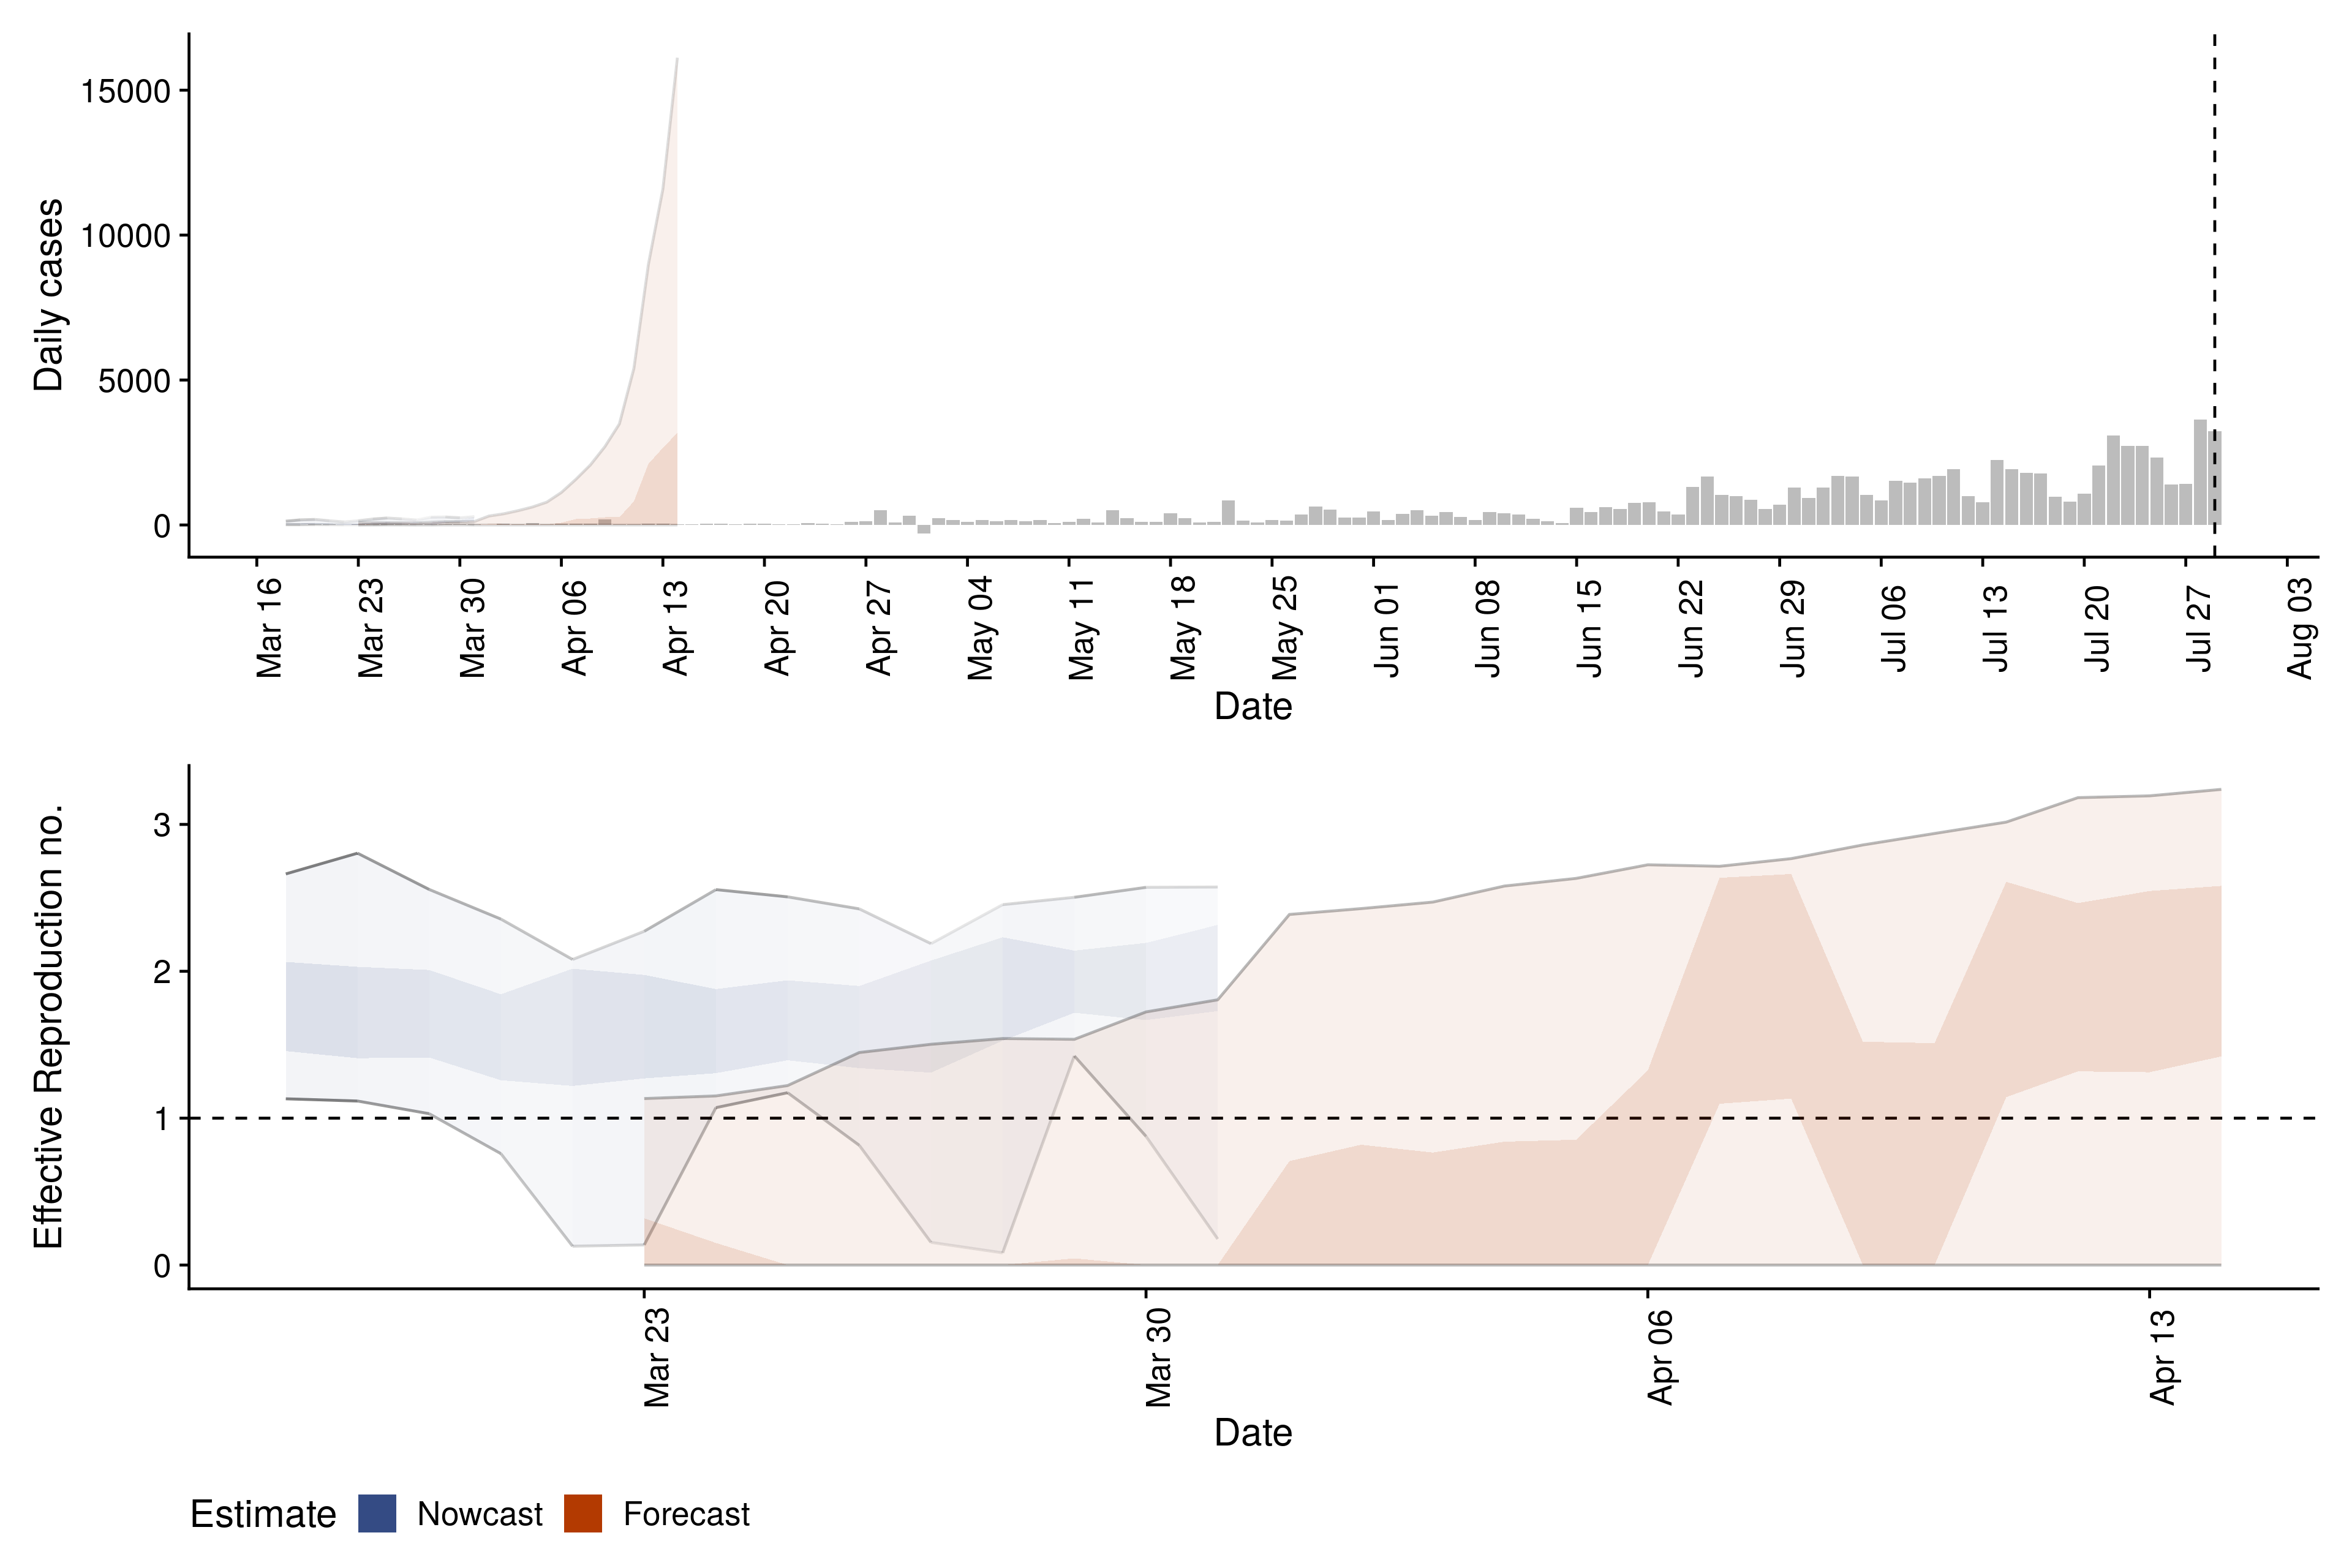 Daily cases
15000
10000
5000
0
Mar 16
Mar 23
Mar 30
Apr 06
Apr 13
Apr 20
Apr 27
May 04
May 11
May 18
May 25
Jun 01
Jun 08
Jun 15
Jun 22
Jun 29
Jul 06
Jul 13
Jul 20
Jul 27
Aug 03
Date
Effective Reproduction no.
3
2
1
0
Mar 23
Mar 30
Apr 06
Apr 13
Date
Estimate Nowcast Forecast